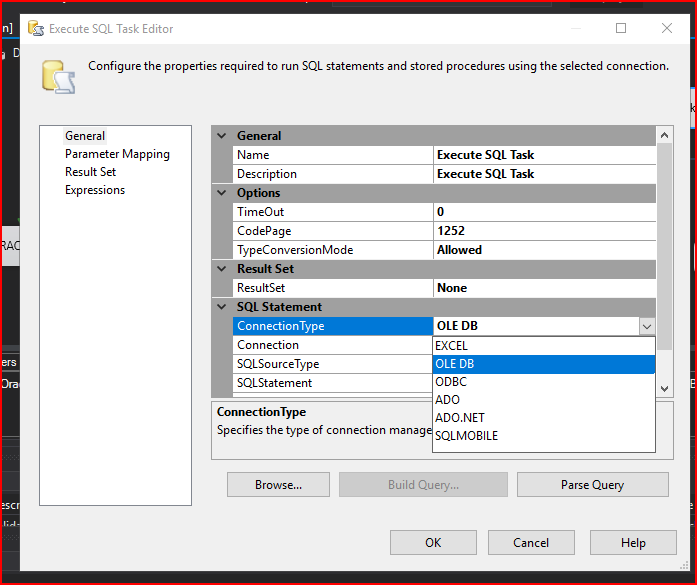 n]
Execute SQL Task Editor
Configure the properties required to run SQL statements and stored procedures using the selected connection.
General
Parameter Mapping
Result Set
Expressions
General
Name Execute SQL Task
Description Execute SQL Task
Options
TimeOut 0
CodePage 1252
TypeConversionMode Allowed
Result Set
ResultSet None
SQL Statement
ConnectionType OLE DB
Connection
SQLSourceType
SQLStatement
EXCEL
OLE DB
ODBC
ADO
ADO.NET
SQLMOBILE
ConnectionType
Specifies the type of connection manage
Browse...
Build Query...
Parse Query
OK
Cancel
Help
RAC
ers
Orac
escr